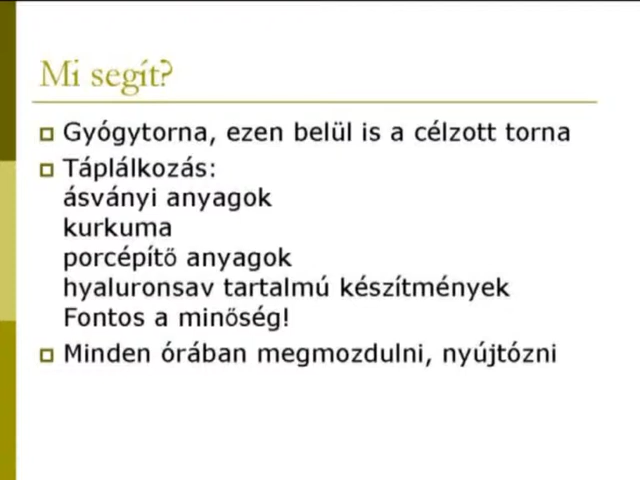 Mi segít?
Gyógytorna, ezen belül is a célzott torna
Táplálkozás:
ásványi anyagok
kurkuma
porcépítő anyagok
hyaluronsav tartalmú készítmények
Fontos a minőség!
Minden órában megmozdulni, nyújtózni